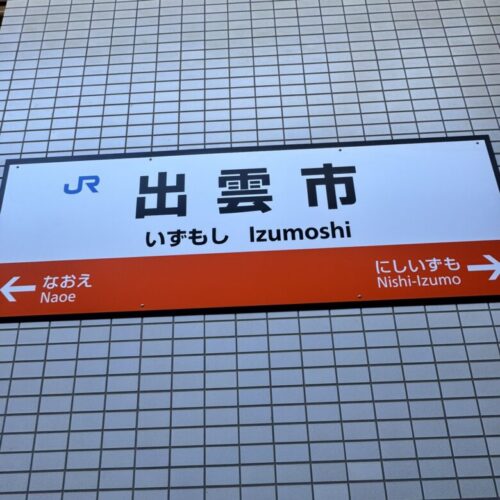 JR 出雲市
いずもし Izumoshi
← なおえ
Naoe
にしいずも →
Nishi-Izumo